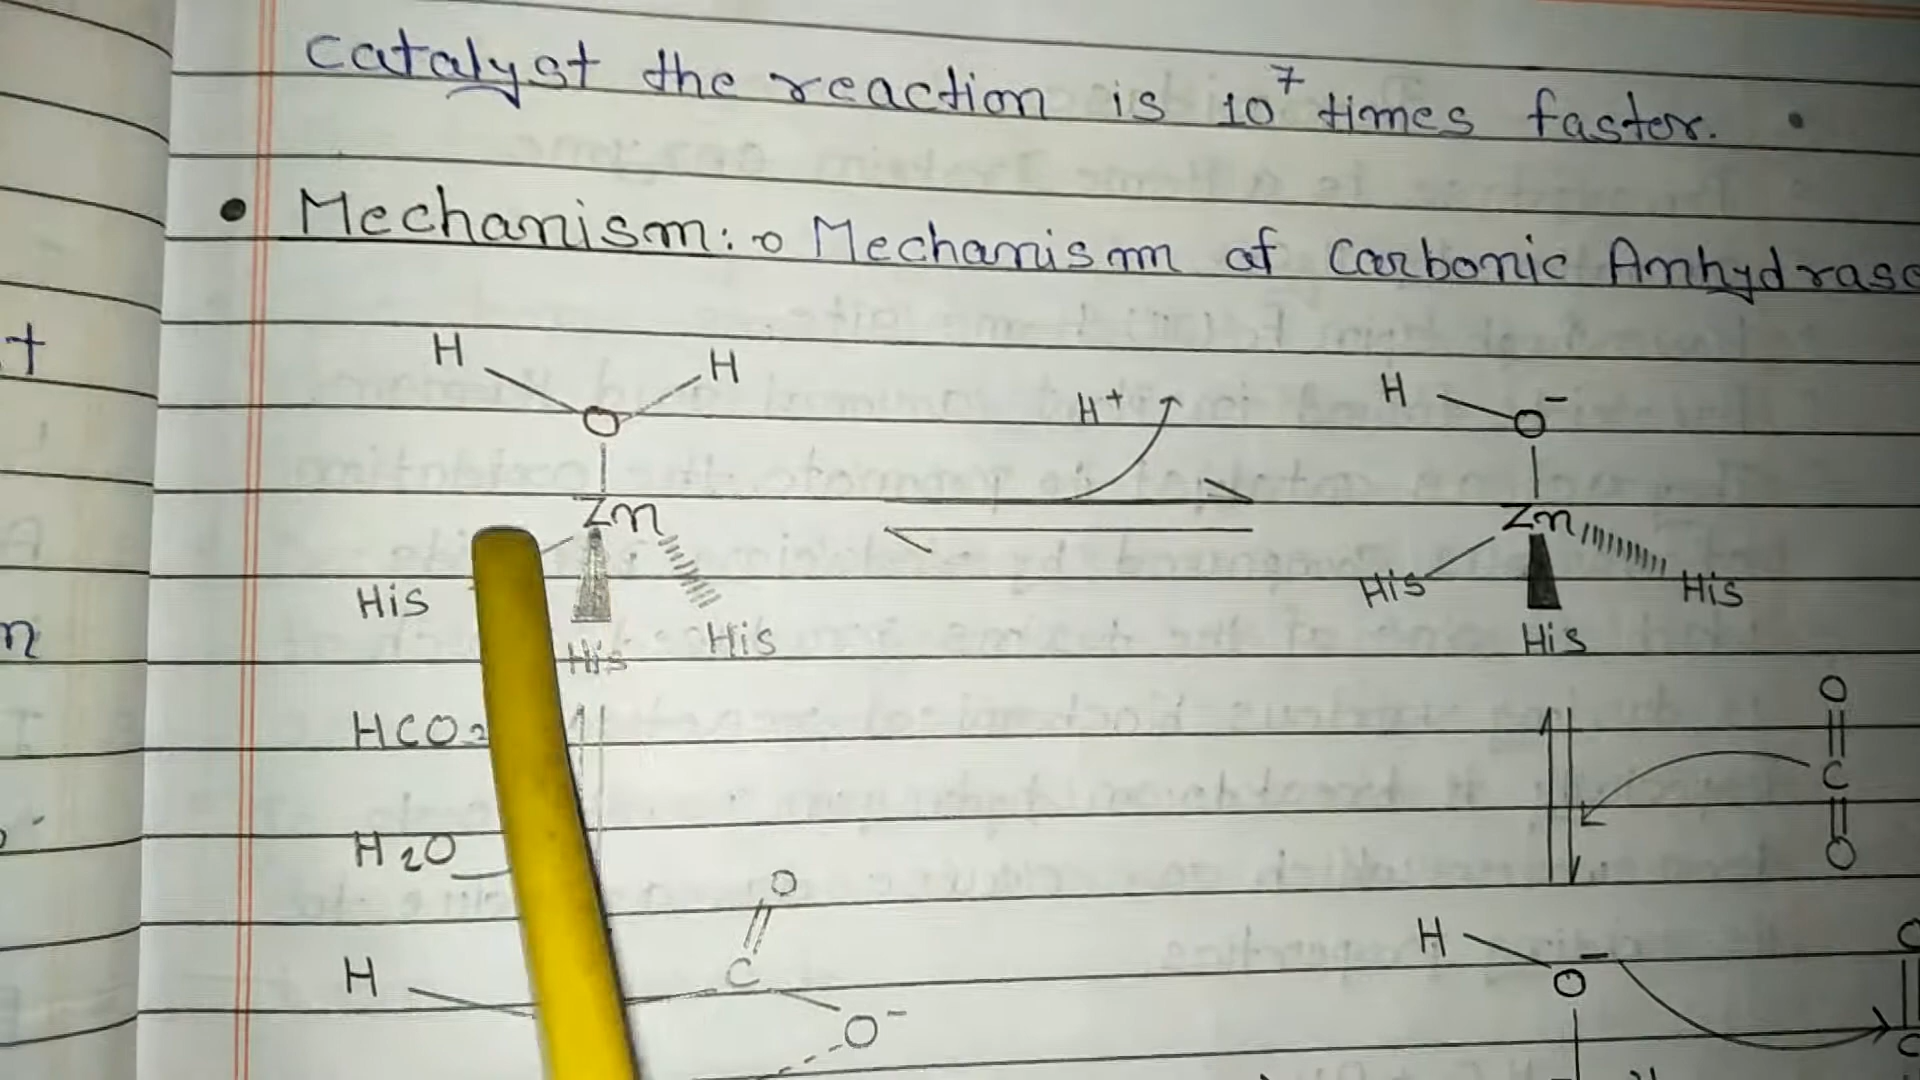 catalyst the reaction is 10⁷ times faster.
• Mechanism:o Mechanism of Carbonic Anhydrase
H H
O
Zn
His His His
H⁺
H
O⁻
Zn
His His His
HCO
H₂O
O
C
O
H
O
C
O⁻
H
O⁻